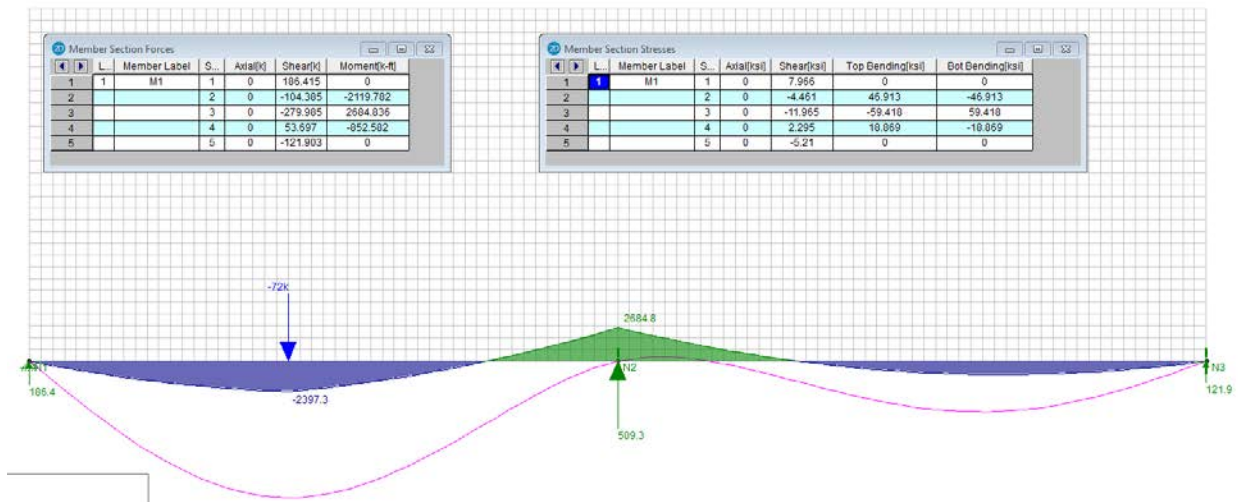 2D Member Section Forces
L... Member Label S... Axial[k] Shear[k] Moment[k-ft]
1 1 M1 1 0 186.415 0
2 2 0 -104.385 -2119.782
3 3 0 -279.985 2684.836
4 4 0 53.697 -852.582
5 5 0 -121.903 0
2D Member Section Stresses
L... Member Label S... Axial[ksi] Shear[ksi] Top Bending[ksi] Bot Bending[ksi]
1 1 M1 1 0 7.966 0 0
2 2 0 -4.461 46.913 -46.913
3 3 0 -11.965 -59.418 59.418
4 4 0 2.295 18.869 -18.869
5 5 0 -5.21 0 0
-72k
2684.8
N1
N2
N3
186.4
-2397.3
121.9
509.3